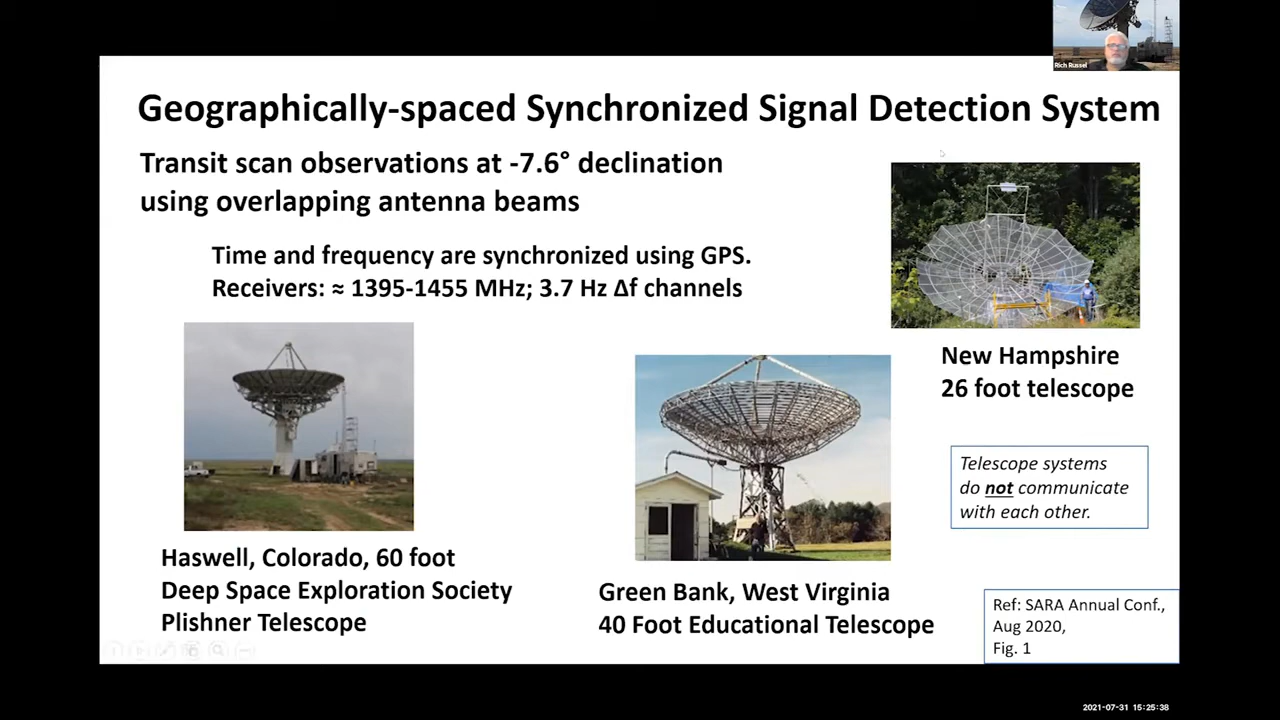 Rich Russel
Geographically-spaced Synchronized Signal Detection System
Transit scan observations at -7.6° declination
using overlapping antenna beams
Time and frequency are synchronized using GPS.
Receivers: ≈ 1395-1455 MHz; 3.7 Hz Δf channels
New Hampshire
26 foot telescope
Telescope systems
do not communicate
with each other.
Haswell, Colorado, 60 foot
Deep Space Exploration Society
Plishner Telescope
Green Bank, West Virginia
40 Foot Educational Telescope
Ref: SARA Annual Conf.,
Aug 2020,
Fig. 1
2021-07-31 15:25:38